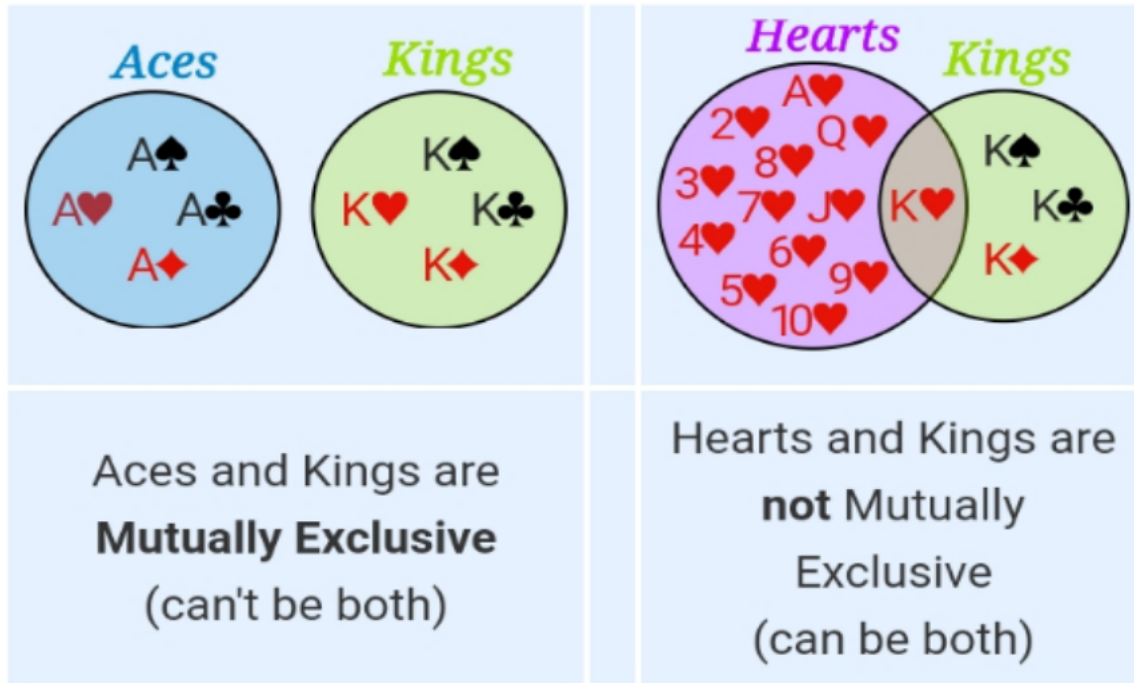 Aces
Kings
A♠
A♥
A♣
A♦
K♠
K♥
K♣
K♦
Hearts
Kings
A♥
2♥
Q♥
8♥
3♥
7♥
J♥
4♥
6♥
9♥
5♥
10♥
K♥
K♠
K♣
K♦
Aces and Kings are
Mutually Exclusive
(can't be both)
Hearts and Kings are
not Mutually
Exclusive
(can be both)